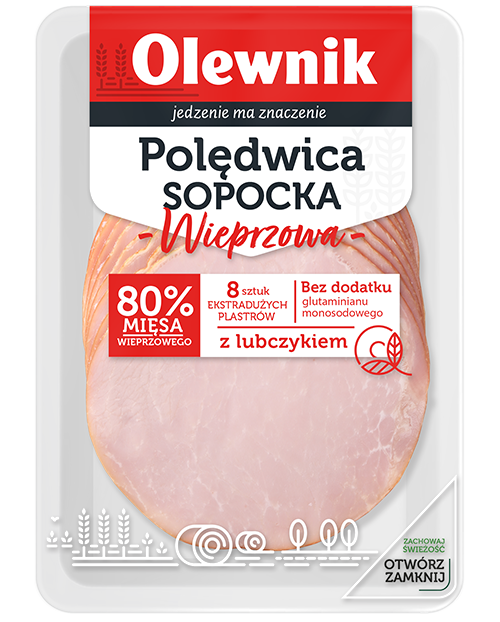 Olewnik
jedzenie ma znaczenie
Polędwica
SOPOCKA
- Wieprzowa -
80%
MIĘSA
WIEPRZOWEGO
8 sztuk
EKSTRADUŻYCH
PLASTRÓW
Bez dodatku
glutaminianu
monosodowego
z lubczykiem
ZACHOWAJ
ŚWIEŻOŚĆ
OTWÓRZ
ZAMKNIJ